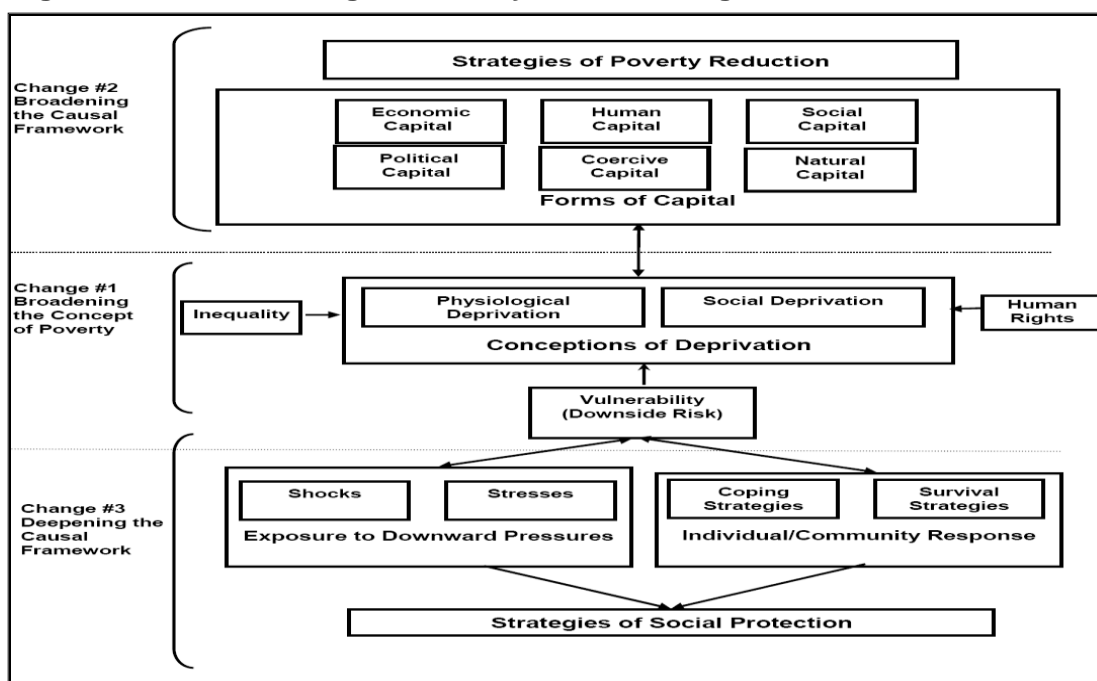 Strategies of Poverty Reduction
Change #2
Broadening
the Causal
Framework
Economic
Capital
Human
Capital
Social
Capital
Political
Capital
Coercive
Capital
Natural
Capital
Forms of Capital
Change #1
Broadening
the Concept
of Poverty
Inequality
Physiological
Deprivation
Social Deprivation
Human
Rights
Conceptions of Deprivation
Vulnerability
(Downside Risk)
Change #3
Deepening the
Causal
Framework
Shocks
Stresses
Exposure to Downward Pressures
Coping
Strategies
Survival
Strategies
Individual/Community Response
Strategies of Social Protection